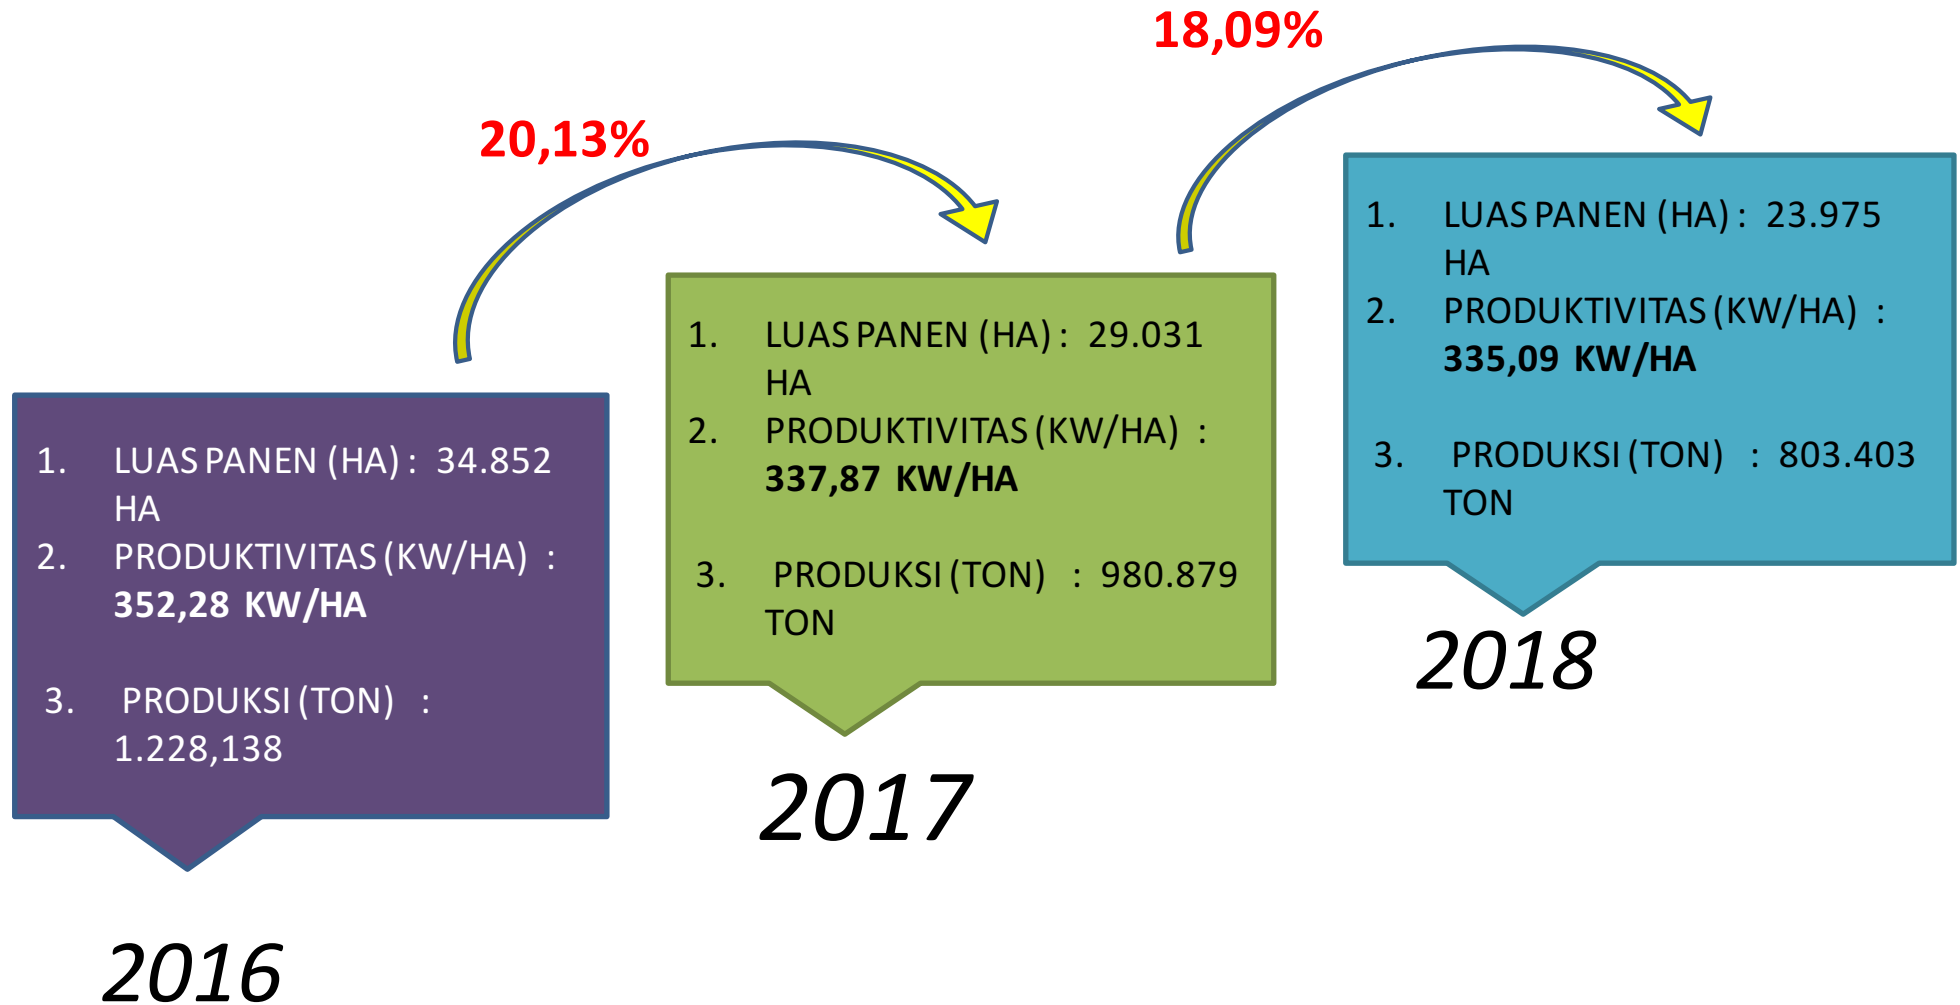 18,09%
20,13%
1. LUAS PANEN (HA) : 34.852
HA
2. PRODUKTIVITAS (KW/HA) :
352,28 KW/HA
3. PRODUKSI (TON) :
1.228,138
2016
1. LUAS PANEN (HA) : 29.031
HA
2. PRODUKTIVITAS (KW/HA) :
337,87 KW/HA
3. PRODUKSI (TON) : 980.879
TON
2017
1. LUAS PANEN (HA) : 23.975
HA
2. PRODUKTIVITAS (KW/HA) :
335,09 KW/HA
3. PRODUKSI (TON) : 803.403
TON
2018